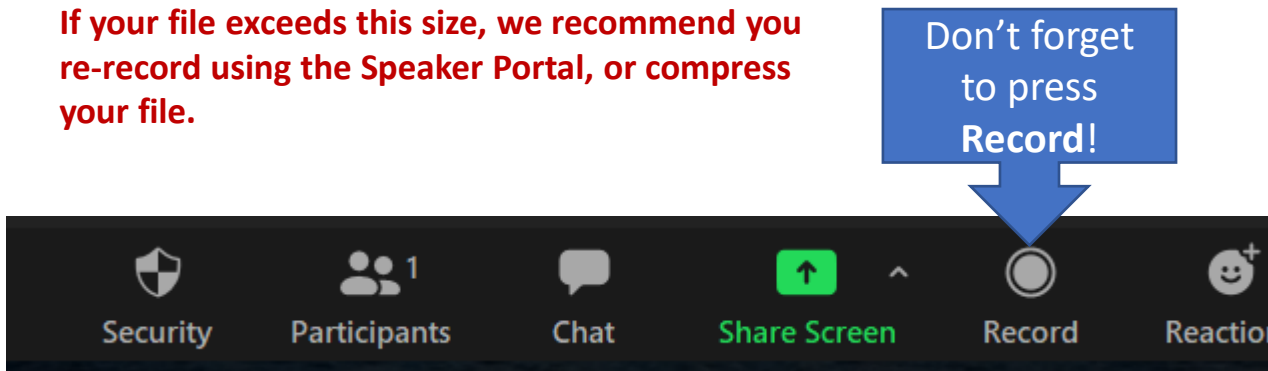 If your file exceeds this size, we recommend you
re-record using the Speaker Portal, or compress
your file.
Don’t forget
to press
Record!
1
Security Participants Chat Share Screen Record Reaction